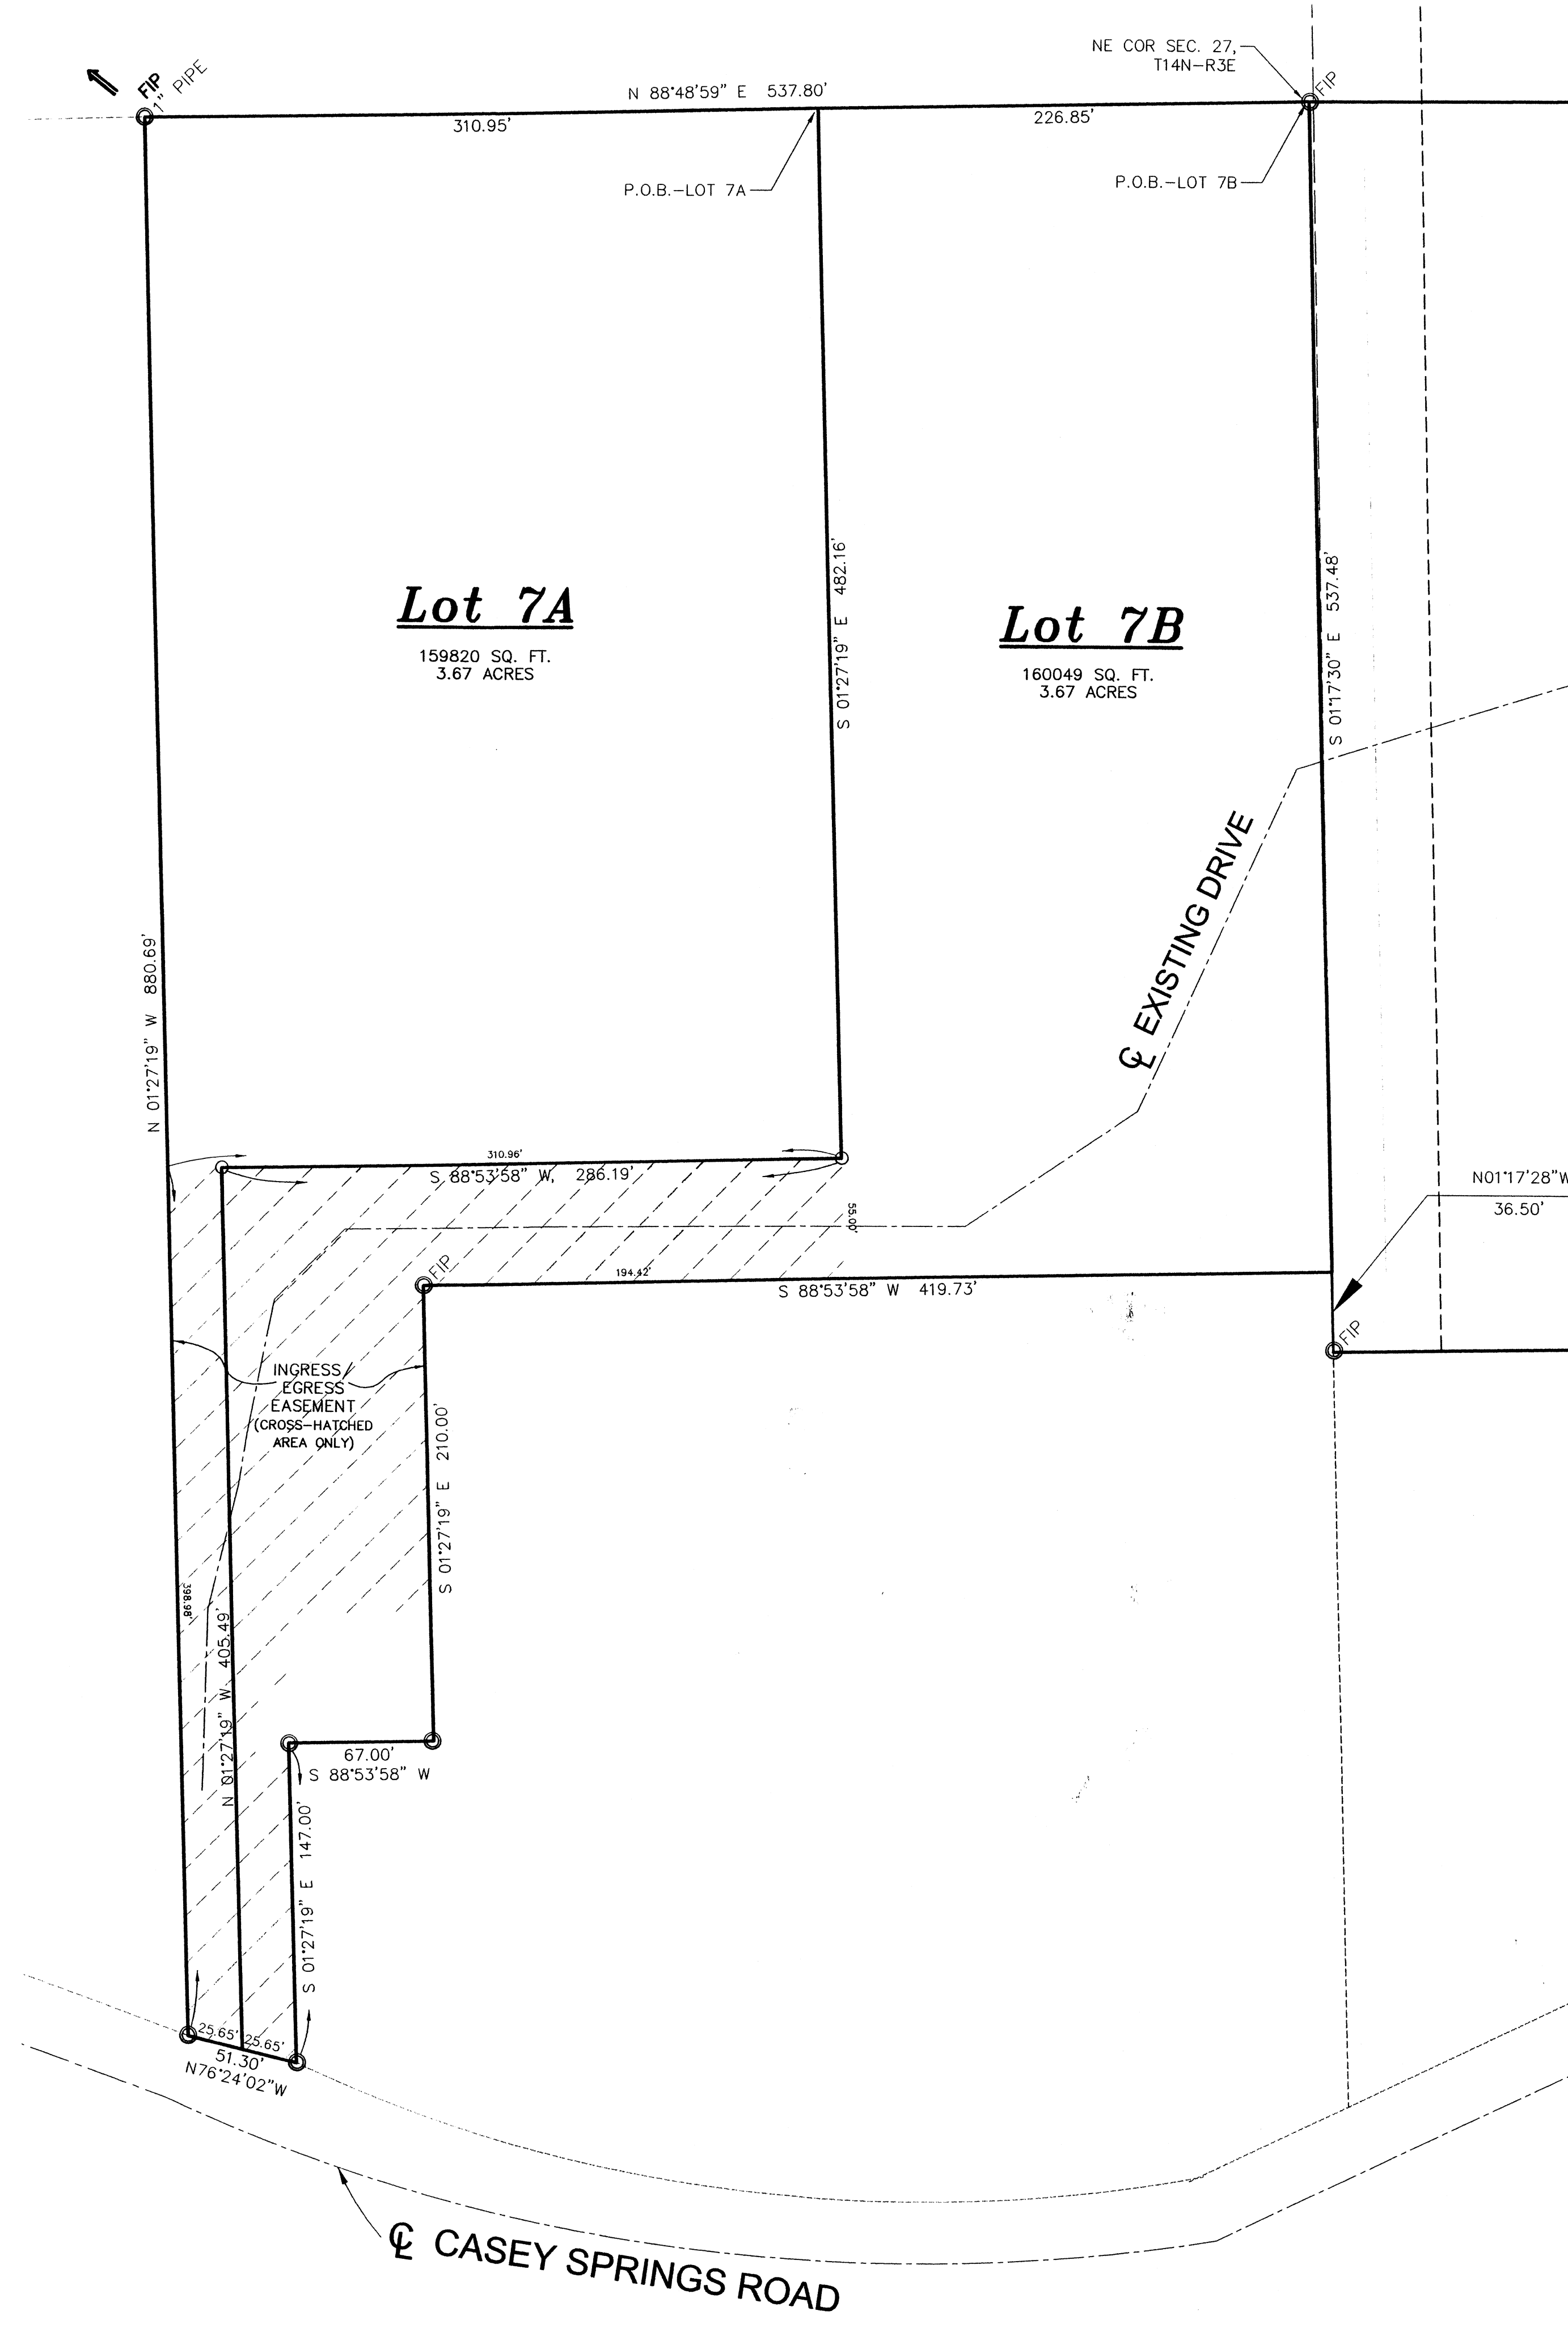 NE COR SEC. 27,
T14N-R3E
FIP
1" PIPE
FIP
N 88°48'59" E 537.80'
310.95'
226.85'
P.O.B.-LOT 7A
P.O.B.-LOT 7B
S 01°27'19" E 482.16'
S 01°17'30" E 537.48'
Lot 7A
159820 SQ. FT.
3.67 ACRES
Lot 7B
160049 SQ. FT.
3.67 ACRES
℄ EXISTING DRIVE
N 01°27'19" W 880.69'
310.96'
S 88°53'58" W, 286.19'
55.00'
N01°17'28"W
36.50'
FIP
194.42'
S 88°53'58" W 419.73'
FIP
INGRESS/
EGRESS
EASEMENT
(CROSS-HATCHED
AREA ONLY)
S 01°27'19" E 210.00'
398.98'
N 01°27'19" W 405.49'
67.00'
S 88°53'58" W
S 01°27'19" E 147.00'
25.65' 25.65'
51.30'
N76°24'02"W
℄ CASEY SPRINGS ROAD